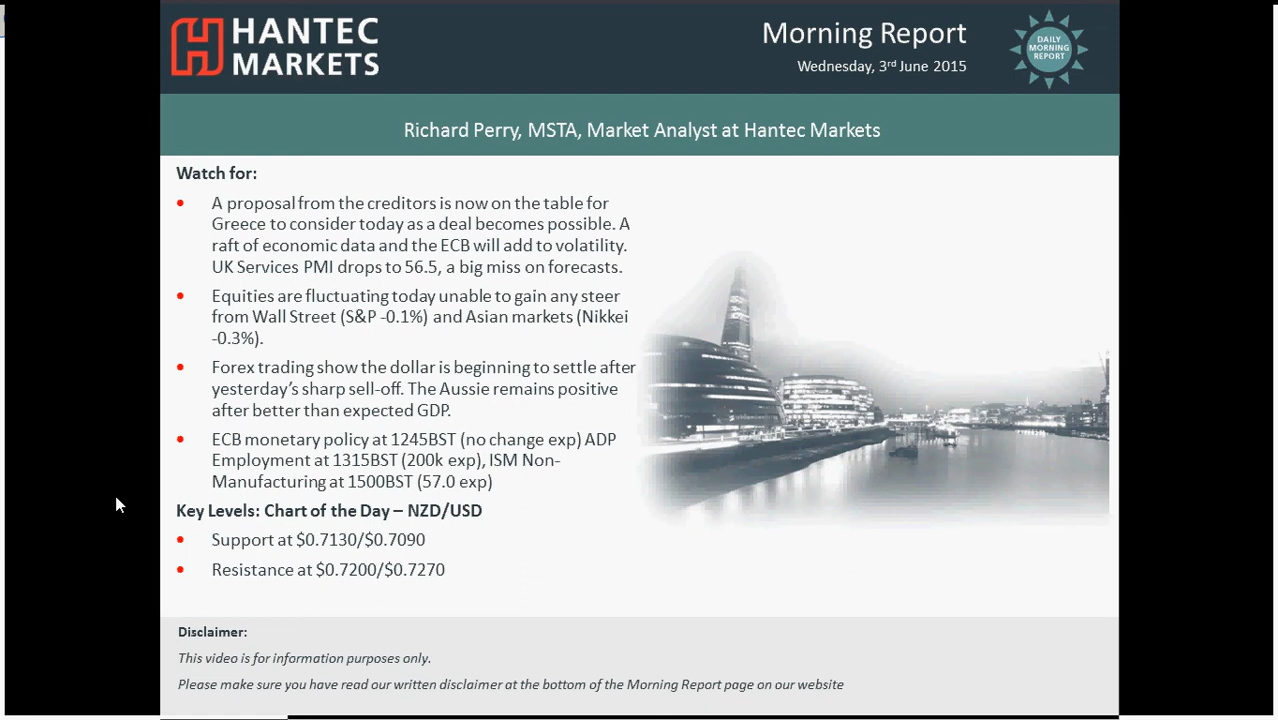 HANTEC
MARKETS
Morning Report
Wednesday, 3rd June 2015
DAILY
MORNING
REPORT
Richard Perry, MSTA, Market Analyst at Hantec Markets
Watch for:
• A proposal from the creditors is now on the table for
Greece to consider today as a deal becomes possible. A
raft of economic data and the ECB will add to volatility.
UK Services PMI drops to 56.5, a big miss on forecasts.
• Equities are fluctuating today unable to gain any steer
from Wall Street (S&P -0.1%) and Asian markets (Nikkei
-0.3%).
• Forex trading show the dollar is beginning to settle after
yesterday's sharp sell-off. The Aussie remains positive
after better than expected GDP.
• ECB monetary policy at 1245BST (no change exp) ADP
Employment at 1315BST (200k exp), ISM Non-
Manufacturing at 1500BST (57.0 exp)
Key Levels: Chart of the Day – NZD/USD
• Support at $0.7130/$0.7090
• Resistance at $0.7200/$0.7270
Disclaimer:
This video is for information purposes only.
Please make sure you have read our written disclaimer at the bottom of the Morning Report page on our website